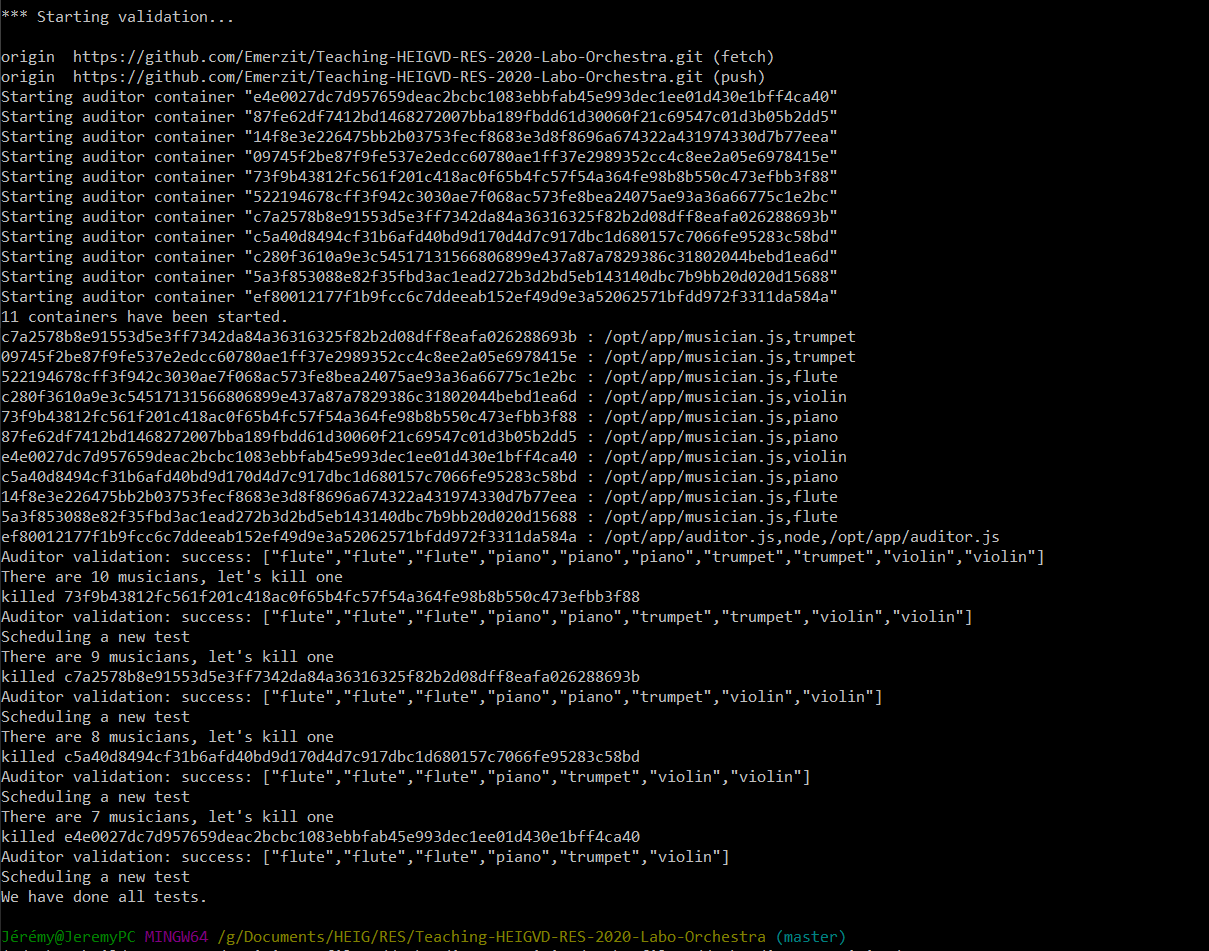 *** Starting validation...
origin  https://github.com/Emerzit/Teaching-HEIGVD-RES-2020-Labo-Orchestra.git (fetch)
origin  https://github.com/Emerzit/Teaching-HEIGVD-RES-2020-Labo-Orchestra.git (push)
Starting auditor container "e4e0027dc7d957659deac2bcbc1083ebbfab45e993dec1ee01d430e1bff4ca40"
Starting auditor container "87fe62df7412bd1468272007bba189fbdd61d30060f21c69547c01d3b05b2dd5"
Starting auditor container "14f8e3e226475bb2b03753fecf8683e3d8f8696a674322a431974330d7b77eea"
Starting auditor container "09745f2be87f9fe537e2edcc60780ae1ff37e2989352cc4c8ee2a05e6978415e"
Starting auditor container "73f9b43812fc561f201c418ac0f65b4fc57f54a364fe98b8b550c473efbb3f88"
Starting auditor container "522194678cff3f942c3030ae7f068ac573fe8bea24075ae93a36a66775c1e2bc"
Starting auditor container "c7a2578b8e91553d5e3ff7342da84a36316325f82b2d08dff8eafa026288693b"
Starting auditor container "c5a40d8494cf31b6afd40bd9d170d4d7c917dbc1d680157c7066fe95283c58bd"
Starting auditor container "c280f3610a9e3c54517131566806899e437a87a7829386c31802044bebd1ea6d"
Starting auditor container "5a3f853088e82f35fbd3ac1ead272b3d2bd5eb143140dbc7b9bb20d020d15688"
Starting auditor container "ef80012177f1b9fcc6c7ddeeab152ef49d9e3a52062571bfdd972f3311da584a"
11 containers have been started.
c7a2578b8e91553d5e3ff7342da84a36316325f82b2d08dff8eafa026288693b : /opt/app/musician.js,trumpet
09745f2be87f9fe537e2edcc60780ae1ff37e2989352cc4c8ee2a05e6978415e : /opt/app/musician.js,trumpet
522194678cff3f942c3030ae7f068ac573fe8bea24075ae93a36a66775c1e2bc : /opt/app/musician.js,flute
c280f3610a9e3c54517131566806899e437a87a7829386c31802044bebd1ea6d : /opt/app/musician.js,violin
73f9b43812fc561f201c418ac0f65b4fc57f54a364fe98b8b550c473efbb3f88 : /opt/app/musician.js,piano
87fe62df7412bd1468272007bba189fbdd61d30060f21c69547c01d3b05b2dd5 : /opt/app/musician.js,piano
e4e0027dc7d957659deac2bcbc1083ebbfab45e993dec1ee01d430e1bff4ca40 : /opt/app/musician.js,violin
c5a40d8494cf31b6afd40bd9d170d4d7c917dbc1d680157c7066fe95283c58bd : /opt/app/musician.js,piano
14f8e3e226475bb2b03753fecf8683e3d8f8696a674322a431974330d7b77eea : /opt/app/musician.js,flute
5a3f853088e82f35fbd3ac1ead272b3d2bd5eb143140dbc7b9bb20d020d15688 : /opt/app/musician.js,flute
ef80012177f1b9fcc6c7ddeeab152ef49d9e3a52062571bfdd972f3311da584a : /opt/app/auditor.js,node,/opt/app/auditor.js
Auditor validation: success: ["flute","flute","flute","piano","piano","piano","trumpet","trumpet","violin","violin"]
There are 10 musicians, let's kill one
killed 73f9b43812fc561f201c418ac0f65b4fc57f54a364fe98b8b550c473efbb3f88
Auditor validation: success: ["flute","flute","flute","piano","piano","trumpet","trumpet","violin","violin"]
Scheduling a new test
There are 9 musicians, let's kill one
killed c7a2578b8e91553d5e3ff7342da84a36316325f82b2d08dff8eafa026288693b
Auditor validation: success: ["flute","flute","flute","piano","piano","trumpet","violin","violin"]
Scheduling a new test
There are 8 musicians, let's kill one
killed c5a40d8494cf31b6afd40bd9d170d4d7c917dbc1d680157c7066fe95283c58bd
Auditor validation: success: ["flute","flute","flute","piano","trumpet","violin","violin"]
Scheduling a new test
There are 7 musicians, let's kill one
killed e4e0027dc7d957659deac2bcbc1083ebbfab45e993dec1ee01d430e1bff4ca40
Auditor validation: success: ["flute","flute","flute","piano","trumpet","violin"]
Scheduling a new test
We have done all tests.
Jérémy@JeremyPC MINGW64 /g/Documents/HEIG/RES/Teaching-HEIGVD-RES-2020-Labo-Orchestra (master)